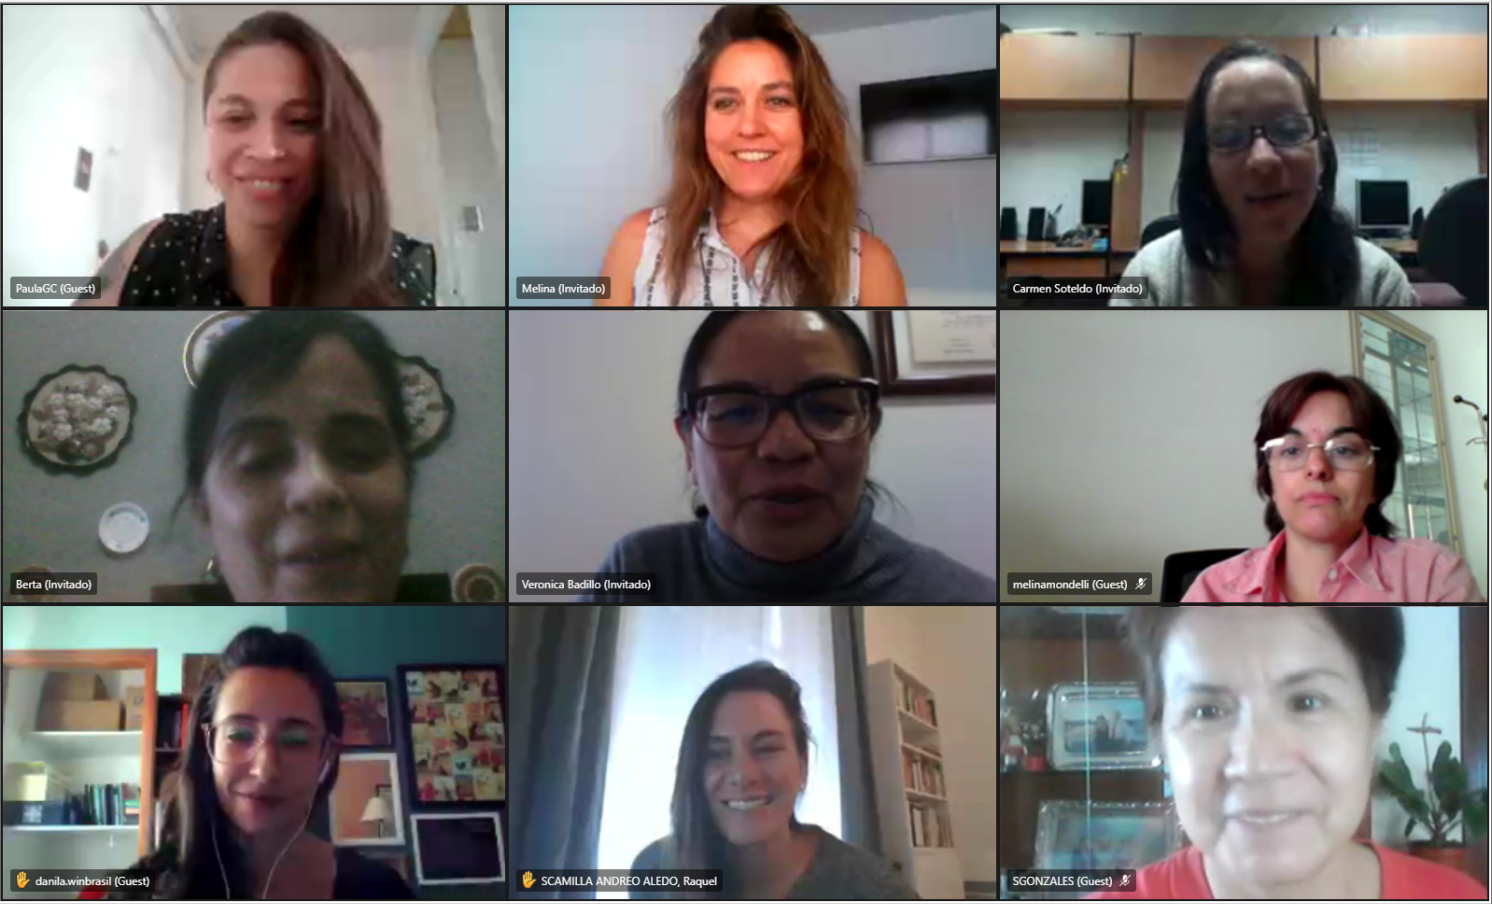 PaulaGC (Guest)
Melina (Invitado)
Carmen Soteldo (Invitado)
Berta (Invitado)
Veronica Badillo (Invitado)
melinamondelli (Guest)
danila.winbrasil (Guest)
SCAMILLA ANDREO ALEDO, Raquel
SGONZALES (Guest)